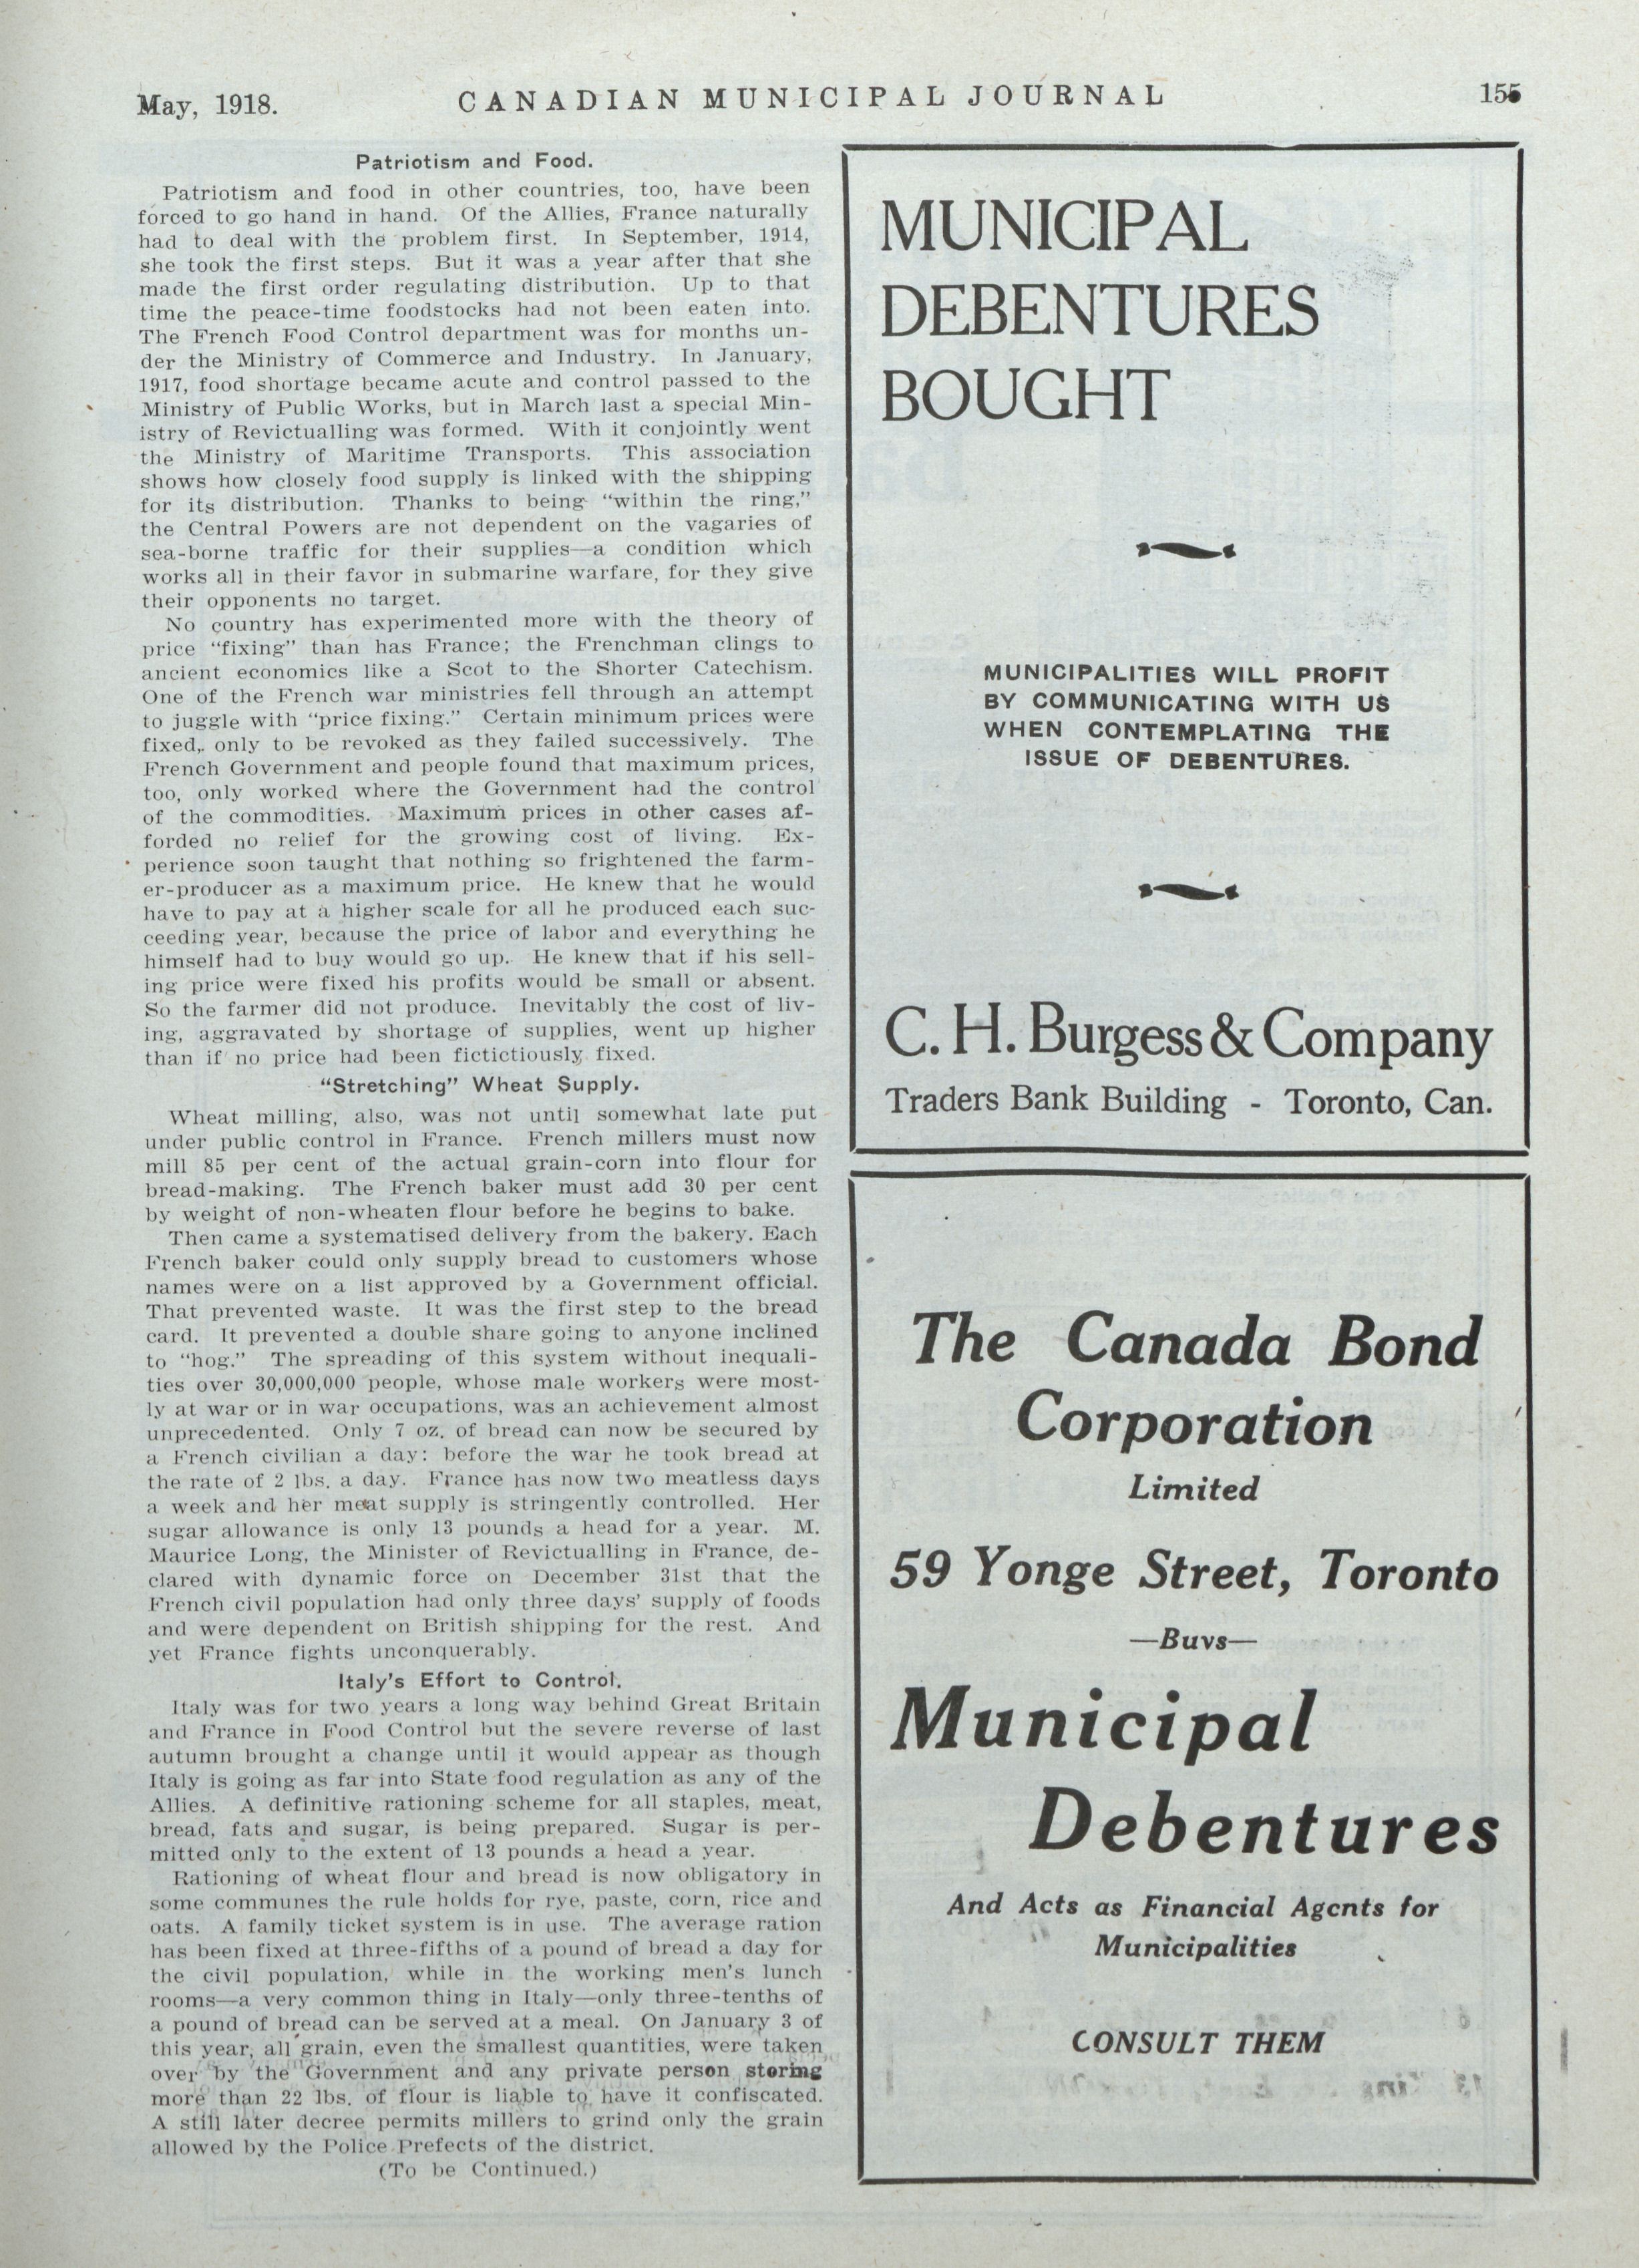 May, 1918.
CANADIAN MUNICIPAL JOURNAL
155
Patriotism and Food.
Patriotism and food in other countries, too, have been
forced to go hand in hand. Of the Allies, France naturally
had to deal with the problem first. In September, 1914,
she took the first steps. But it was a year after that she
made the first order regulating distribution. Up to that
time the peace-time foodstocks had not been eaten into.
The French Food Control department was for months un-
der the Ministry of Commerce and Industry. In January,
1917, food shortage became acute and control passed to the
Ministry of Public Works, but in March last a special Min-
istry of Revictualling was formed. With it conjointly went
the Ministry of Maritime Transports. This association
shows how closely food supply is linked with the shipping
for its distribution. Thanks to being "within the ring,"
the Central Powers are not dependent on the vagaries of
sea-borne traffic for their supplies—a condition which
works all in their favor in submarine warfare, for they give
their opponents no target.
No country has experimented more with the theory of
price "fixing" than has France; the Frenchman clings to
ancient economics like a Scot to the Shorter Catechism.
One of the French war ministries fell through an attempt
to juggle with "price fixing." Certain minimum prices were
fixed, only to be revoked as they failed successively. The
French Government and people found that maximum prices,
too, only worked where the Government had the control
of the commodities. Maximum prices in other cases af-
forded no relief for the growing cost of living. Ex-
perience soon taught that nothing so frightened the farm-
er-producer as a maximum price. He knew that he would
have to pay at a higher scale for all he produced each suc-
ceeding year, because the price of labor and everything he
himself had to buy would go up. He knew that if his sell-
ing price were fixed his profits would be small or absent.
So the farmer did not produce. Inevitably the cost of liv-
ing, aggravated by shortage of supplies, went up higher
than if no price had been fictictiously fixed.
"Stretching" Wheat Supply.
Wheat milling, also, was not until somewhat late put
under public control in France. French millers must now
mill 85 per cent of the actual grain-corn into flour for
bread-making. The French baker must add 30 per cent
by weight of non-wheaten flour before he begins to bake.
Then came a systematised delivery from the bakery. Each
French baker could only supply bread to customers whose
names were on a list approved by a Government official.
That prevented waste. It was the first step to the bread
card. It prevented a double share going to anyone inclined
to "hog." The spreading of this system without inequali-
ties over 30,000,000 people, whose male workers were most-
ly at war or in war occupations, was an achievement almost
unprecedented. Only 7 oz. of bread can now be secured by
a French civilian a day: before the war he took bread at
the rate of 2 lbs. a day. France has now two meatless days
a week and her meat supply is stringently controlled. Her
sugar allowance is only 13 pounds a head for a year. M.
Maurice Long, the Minister of Revictualling in France, de-
clared with dynamic force on December 31st that the
French civil population had only three days' supply of foods
and were dependent on British shipping for the rest. And
yet France fights unconquerably.
Italy's Effort to Control.
Italy was for two years a long way behind Great Britain
and France in Food Control but the severe reverse of last
autumn brought a change until it would appear as though
Italy is going as far into State food regulation as any of the
Allies. A definitive rationing scheme for all staples, meat,
bread, fats and sugar, is being prepared. Sugar is per-
mitted only to the extent of 13 pounds a head a year.
Rationing of wheat flour and bread is now obligatory in
some communes the rule holds for rye, paste, corn, rice and
oats. A family ticket system is in use. The average ration
has been fixed at three-fifths of a pound of bread a day for
the civil population, while in the working men's lunch
rooms—a very common thing in Italy—only three-tenths of
a pound of bread can be served at a meal. On January 3 of
this year, all grain, even the smallest quantities, were taken
over by the Government and any private person storing
more than 22 lbs. of flour is liable to have it confiscated.
A still later decree permits millers to grind only the grain
allowed by the Police Prefects of the district.
(To be Continued.)
MUNICIPAL
DEBENTURES
BOUGHT
MUNICIPALITIES WILL PROFIT
BY COMMUNICATING WITH US
WHEN CONTEMPLATING THE
ISSUE OF DEBENTURES.
C. H. Burgess & Company
Traders Bank Building - Toronto, Can.
The Canada Bond
Corporation
Limited
59 Yonge Street, Toronto
—Buys—
Municipal
Debentures
And Acts as Financial Agents for
Municipalities
CONSULT THEM